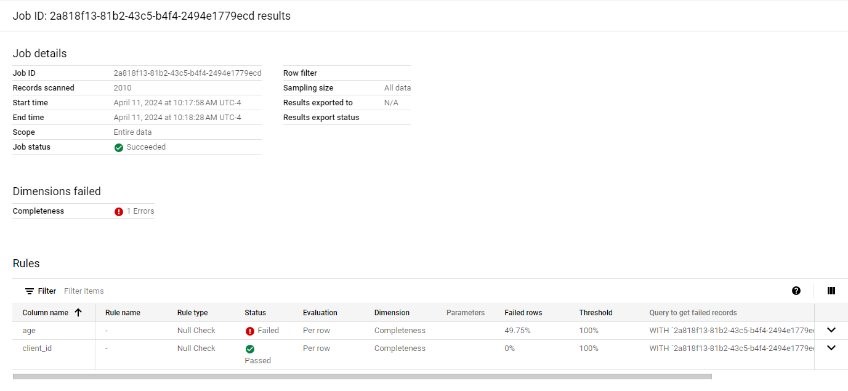 Job ID: 2a818f13-81b2-43c5-b4f4-2494e1779ecd results
Job details
Job ID 2a818f13-81b2-43c5-b4f4-2494e1779ecd
Records scanned 2010
Start time April 11, 2024 at 10:17:58 AM UTC-4
End time April 11, 2024 at 10:18:28 AM UTC-4
Scope Entire data
Job status Succeeded
Row filter
Sampling size All data
Results exported to N/A
Results export status
Dimensions failed
Completeness 1 Errors
Rules
Filter Filter items
Column name Rule name Rule type Status Evaluation Dimension Parameters Failed rows Threshold Query to get failed records
age - Null Check Failed Per row Completeness 49.75% 100% WITH `2a818f13-81b2-43c5-b4f4-2494e1779e
client_id - Null Check Passed Per row Completeness 0% 100% WITH `2a818f13-81b2-43c5-b4f4-2494e1779e